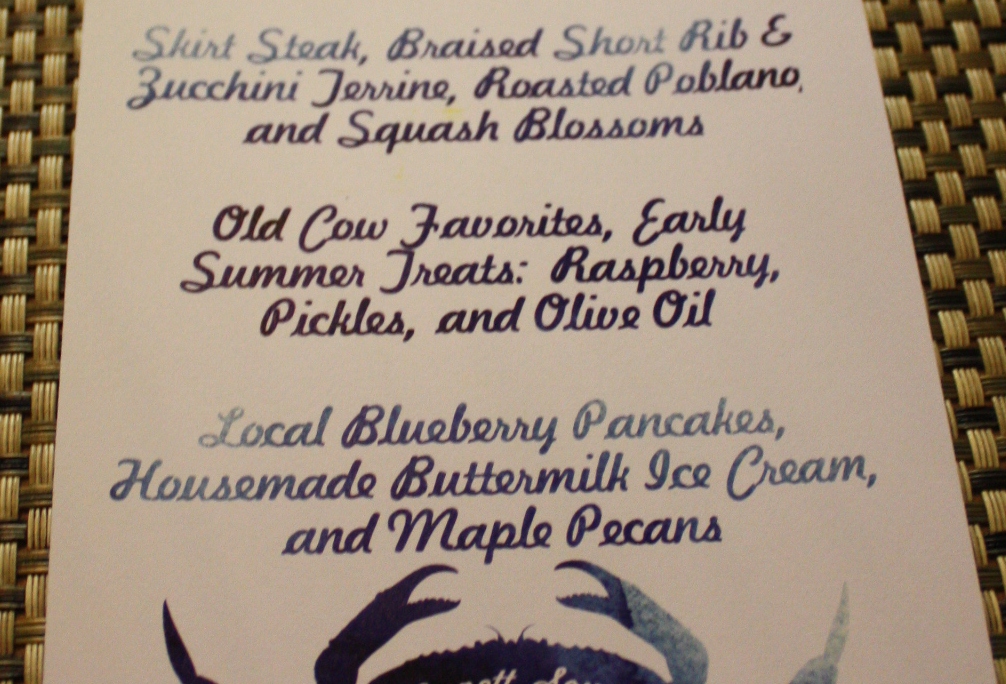 Skirt Steak, Braised Short Rib &
Zucchini Terrine, Roasted Poblano,
and Squash Blossoms
Old Cow Favorites, Early
Summer Treats: Raspberry,
Pickles, and Olive Oil
Local Blueberry Pancakes,
Housemade Buttermilk Ice Cream,
and Maple Pecans